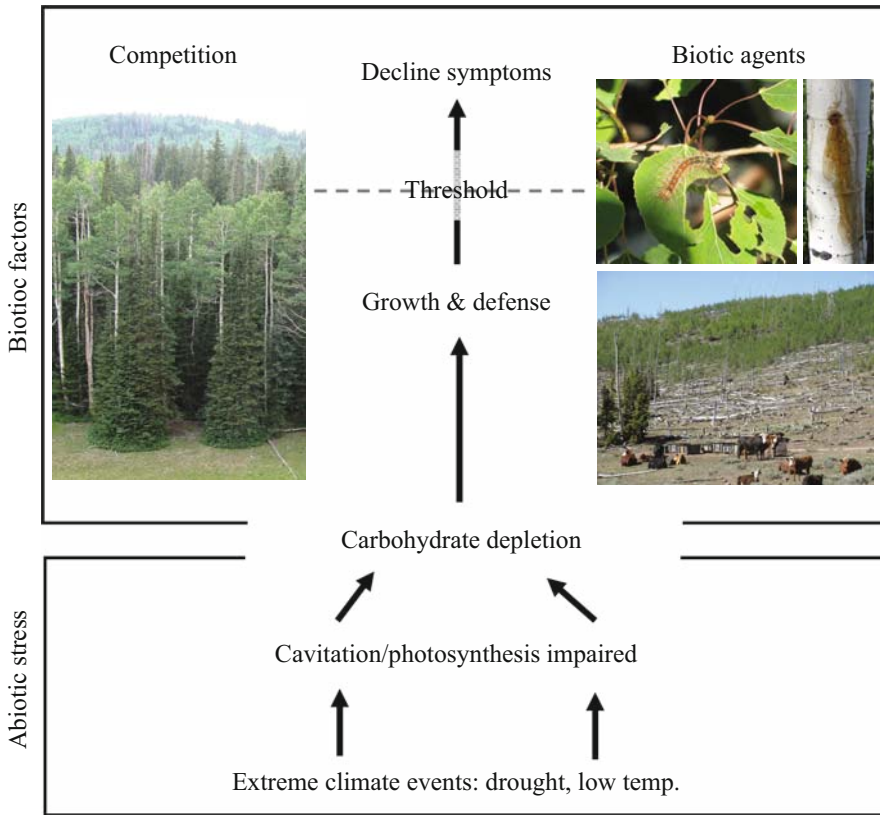 Competition
Decline symptoms
Biotic agents
Threshold
Growth & defense
Carbohydrate depletion
Cavitation/photosynthesis impaired
Extreme climate events: drought, low temp.
Biotioc factors
Abiotic stress